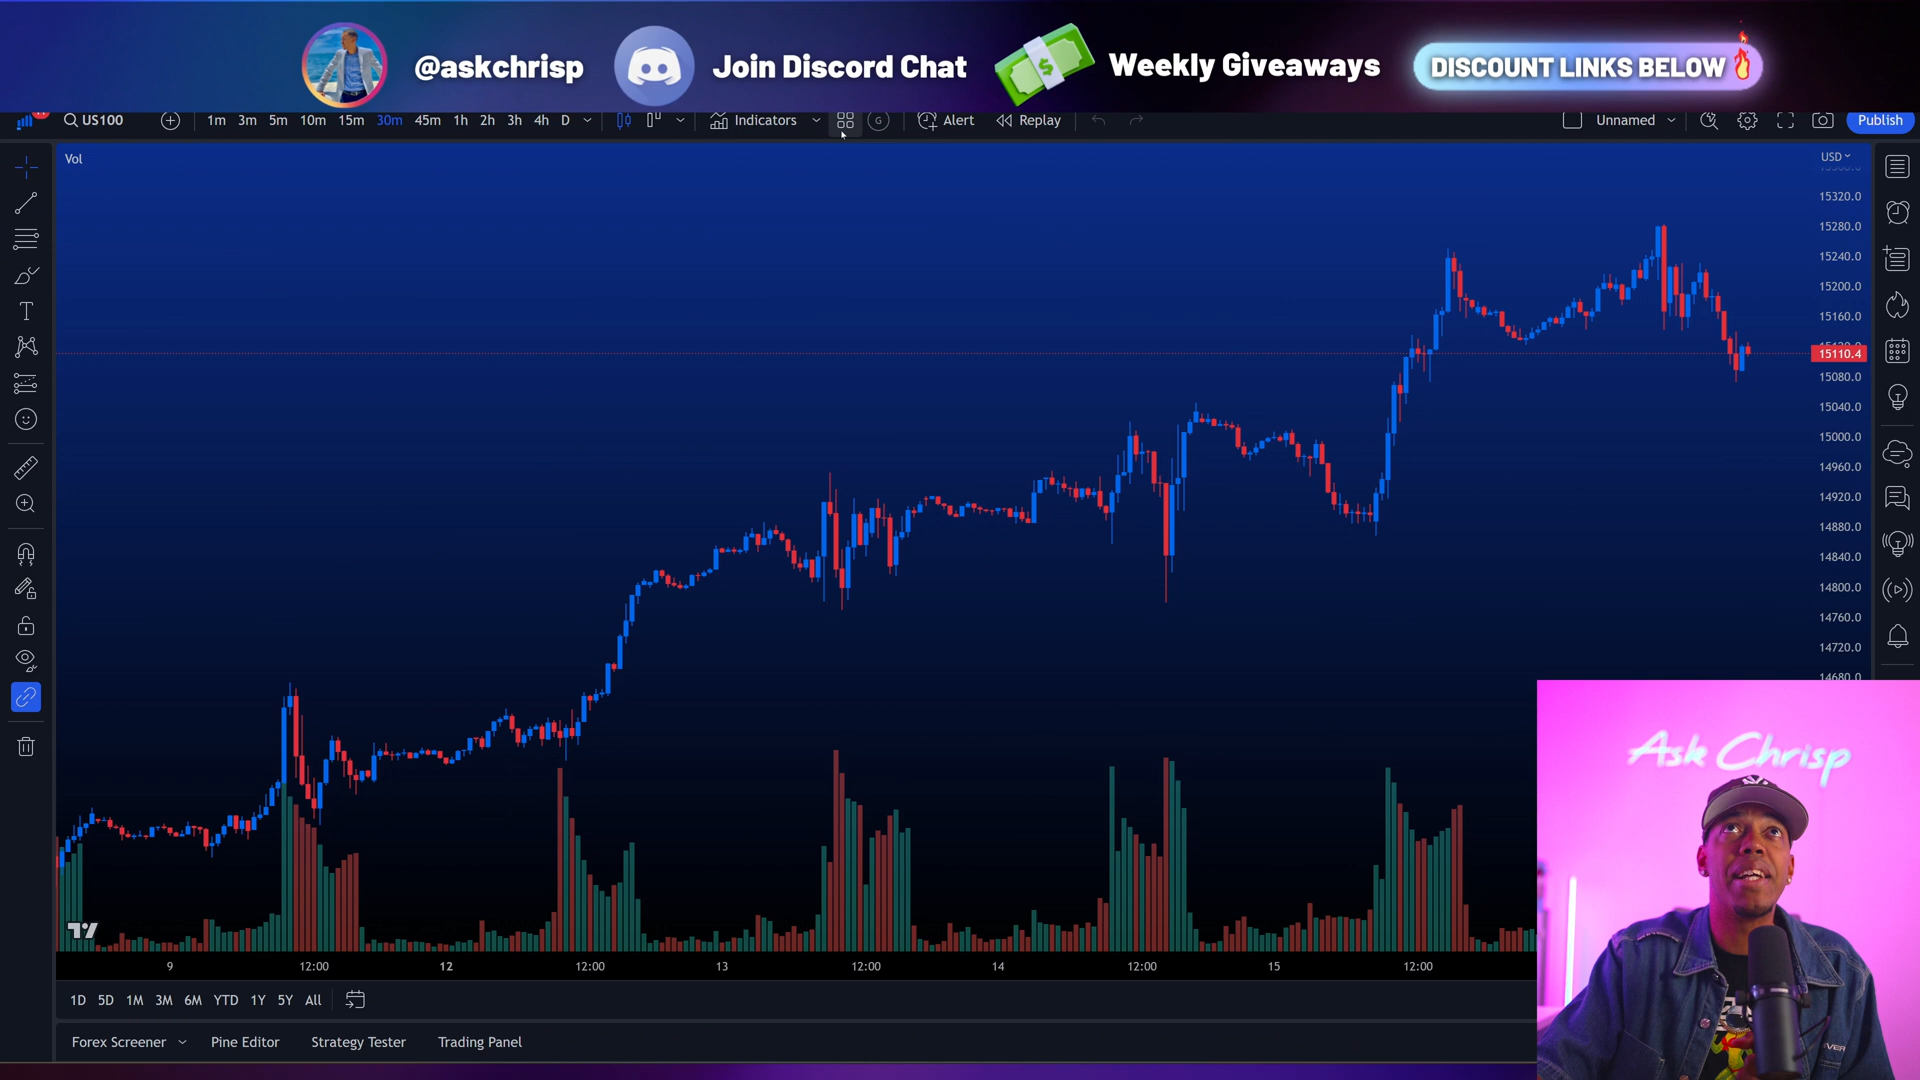 @askchrisp
Join Discord Chat
Weekly Giveaways
DISCOUNT LINKS BELOW
US100
1m 3m 5m 10m 15m 30m 45m 1h 2h 3h 4h D
Indicators
G
Alert
Replay
Unnamed
Publish
Vol
USD
15320.0
15280.0
15240.0
15200.0
15160.0
15110.4
15080.0
15040.0
15000.0
14960.0
14920.0
14880.0
14840.0
14800.0
14760.0
14720.0
14680.0
Ask Chrisp
9 12:00 12 12:00 13 12:00 14 12:00 15 12:00
1D 5D 1M 3M 6M YTD 1Y 5Y All
Forex Screener Pine Editor Strategy Tester Trading Panel